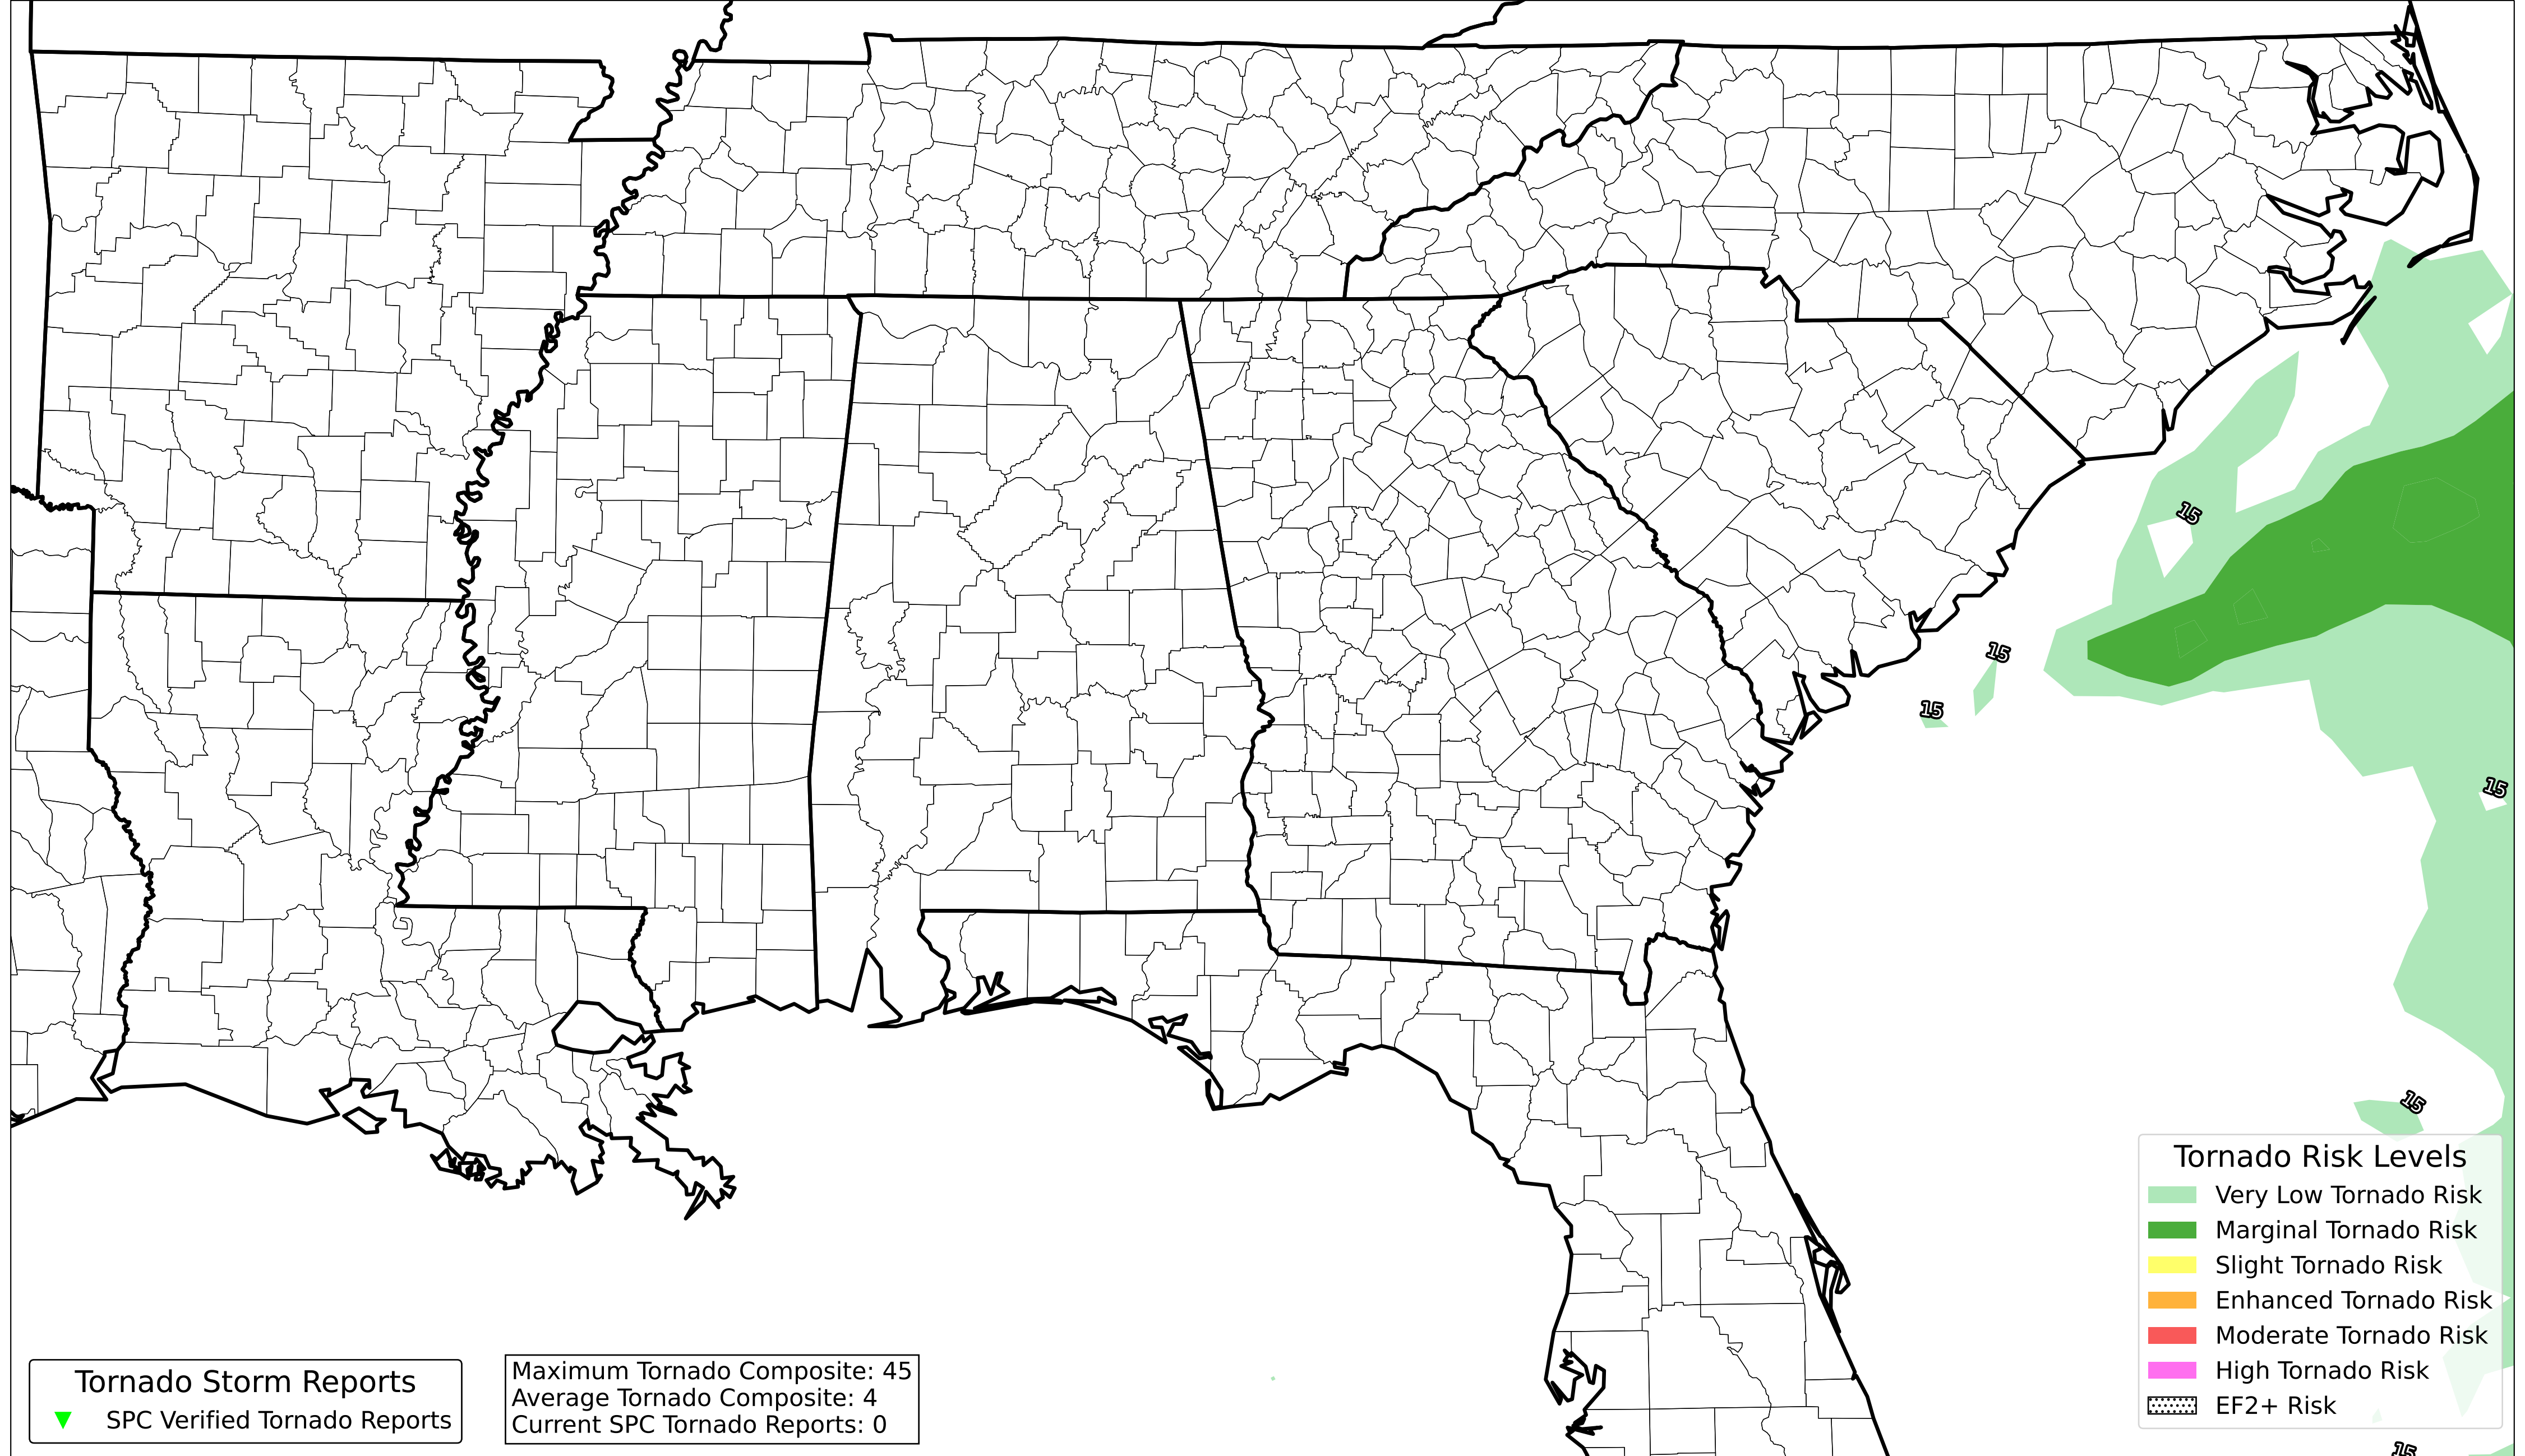 15
15
15
15
15
Tornado Risk Levels
Very Low Tornado Risk
Marginal Tornado Risk
Slight Tornado Risk
Enhanced Tornado Risk
Moderate Tornado Risk
High Tornado Risk
EF2+ Risk
Tornado Storm Reports
SPC Verified Tornado Reports
Maximum Tornado Composite: 45
Average Tornado Composite: 4
Current SPC Tornado Reports: 0
15